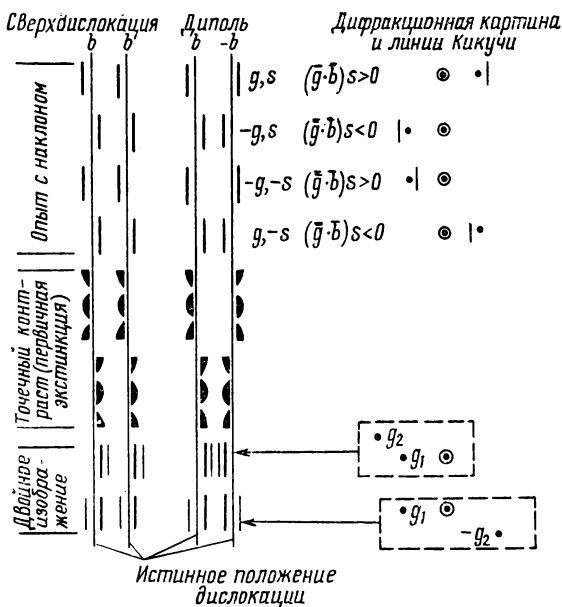 Сверхдислокация
Диполь
Дифракционная картина
и линии Кикучи
b b b -b
Опыт с наклоном
g,s (g̅·b̅)s>0
-g,s (g̅·b̅)s<0
-g,-s (g̅·b̅)s>0
g,-s (g̅·b̅)s<0
Точечный конт-
раст (первичная
экстинкция)
Двойное
изобра-
жение
g₂
g₁
g₁
-g₂
Истинное положение
дислокации